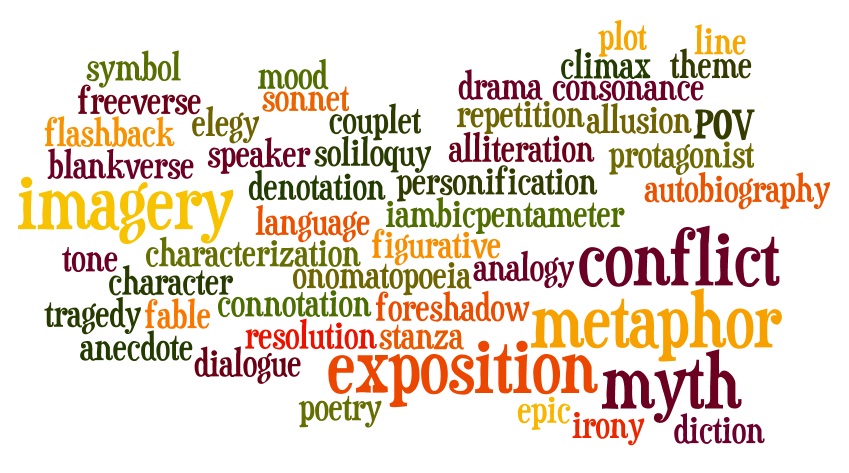 plot line
symbol mood climax theme
freeverse sonnet drama consonance
flashback elegy couplet repetition allusion POV
blankverse speaker soliloquy alliteration protagonist
imagery denotation personification autobiography
language iambicpentameter
tone characterization figurative conflict
character onomatopoeia analogy
tragedy fable connotation foreshadow metaphor
anecdote resolution stanza
dialogue exposition myth
poetry epic irony diction